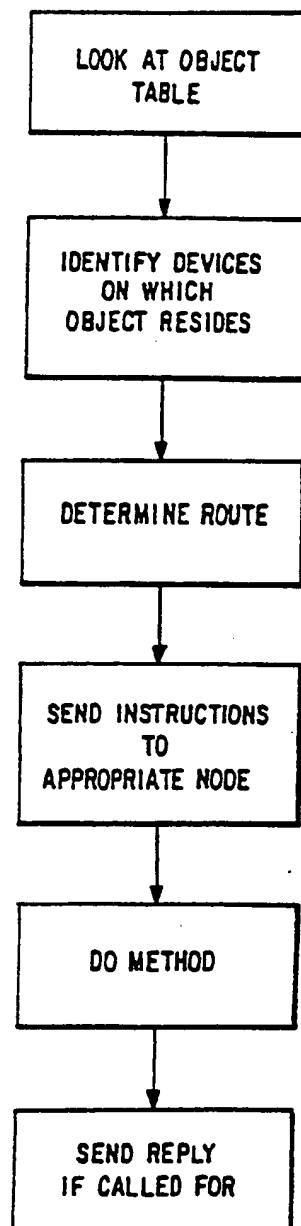 LOOK AT OBJECT
TABLE
IDENTIFY DEVICES
ON WHICH
OBJECT RESIDES
DETERMINE ROUTE
SEND INSTRUCTIONS
TO
APPROPRIATE NODE
DO METHOD
SEND REPLY
IF CALLED FOR